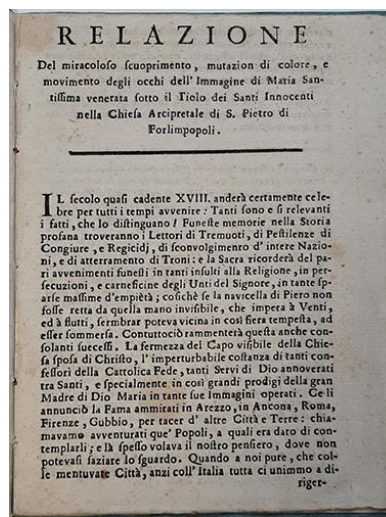 RELAZIONE
Del miracoloso scuoprimento, mutazion di colore, e
movimento degli occhi dell' Immagine di Maria San-
tissima venerata sotto il Tiolo dei Santi Innocenti
nella Chiesa Arcipretale di S. Pietro di
Forlimpopoli.
IL secolo quasi cadente XVIII. anderà certamente cele-
bre per tutti i tempi avvenire: Tanti sono e sì relevanti
i fatti, che lo distinguano! Funeste memorie nella Storia
profana troveranno i Lettori di Tremuoti, di Pestilenze di
Congiure, e Regicidj, di sconvolgimento d' intere Nazio-
ni, e di atterramento di Troni: e la Sacra ricorderà del pa-
ri avvenimenti funesti in tanti insulti alla Religione, in per-
secuzioni, e carneficine degli Unti del Signore, in tante spa-
arse massime d'empietà; cosichè se la navicella di Piero non
fosse retta da quella mano invisibile, che impera à Venti,
ed à flutti, sembrar poteva vicina in così fiera tempesta, ad
esser sommersa. Contuttociò rammenterà questa anche con-
solanti successi. La fermezza del Capo visibile della Chie-
sa sposa di Christo, l' imperturbabile costanza di tanti con-
fessori della Cattolica Fede, tanti Servi di Dio annoverati
tra Santi, e specialmente in così grandi prodigi della gran
Madre di Dio Maria in tante sue Immagini operati. Ce li
annunciò la Fama ammirati in Arezzo, in Ancona, Roma,
Firenze, Gubbio, per tacer d' altre Città e Terre: chia-
mavamo avventurati que' Popoli, a quali era dato di con-
templarli; e là spesso volava il nostro pensiero, dove non
potevasi saziare lo sguardo. Quando a noi pure, che col-
le mentuvate Città, anzi coll' Italia tutta ci unimmo a di-
riger-